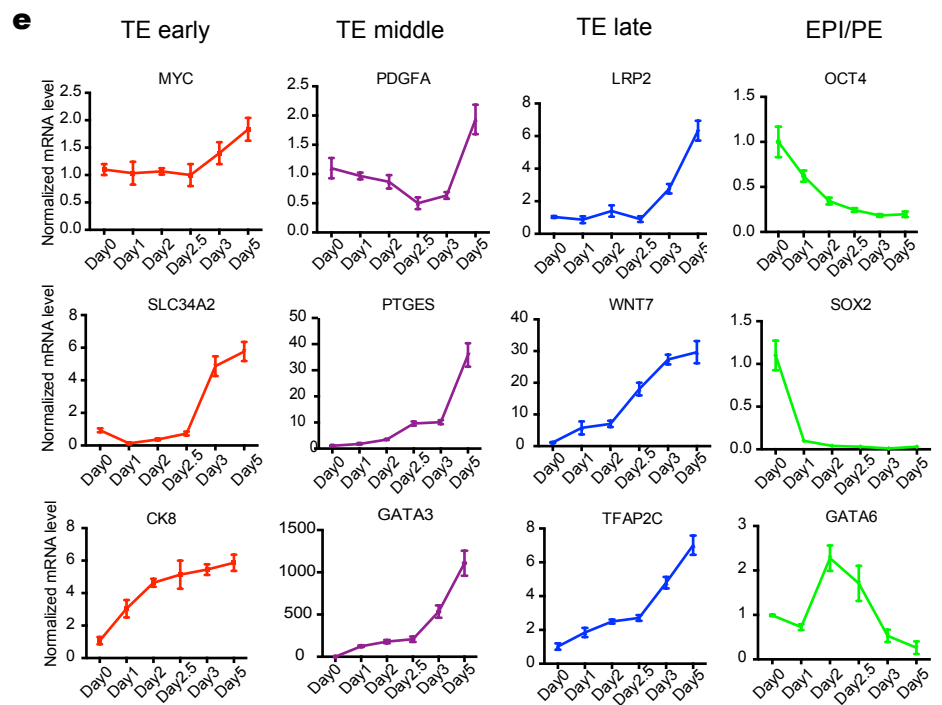 e
TE early TE middle TE late EPI/PE
MYC PDGFA LRP2 OCT4
Normalized mRNA level
2.5 2.0 1.5 1.0 0.5 0.0
Day0 Day1 Day2 Day2.5 Day3 Day5
2.5 2.0 1.5 1.0 0.5 0.0
Day0 Day1 Day2 Day2.5 Day3 Day5
8 6 4 2 0
Day0 Day1 Day2 Day2.5 Day3 Day5
1.5 1.0 0.5 0.0
Day0 Day1 Day2 Day2.5 Day3 Day5
SLC34A2 PTGES WNT7 SOX2
Normalized mRNA level
8 6 4 2 0
Day0 Day1 Day2 Day2.5 Day3 Day5
50 40 30 20 10 0
Day0 Day1 Day2 Day2.5 Day3 Day5
40 30 20 10 0
Day0 Day1 Day2 Day2.5 Day3 Day5
1.5 1.0 0.5 0.0
Day0 Day1 Day2 Day2.5 Day3 Day5
CK8 GATA3 TFAP2C GATA6
Normalized mRNA level
8 6 4 2 0
Day0 Day1 Day2 Day2.5 Day3 Day5
1500 1000 500 0
Day0 Day1 Day2 Day2.5 Day3 Day5
8 6 4 2 0
Day0 Day1 Day2 Day2.5 Day3 Day5
3 2 1 0
Day0 Day1 Day2 Day2.5 Day3 Day5